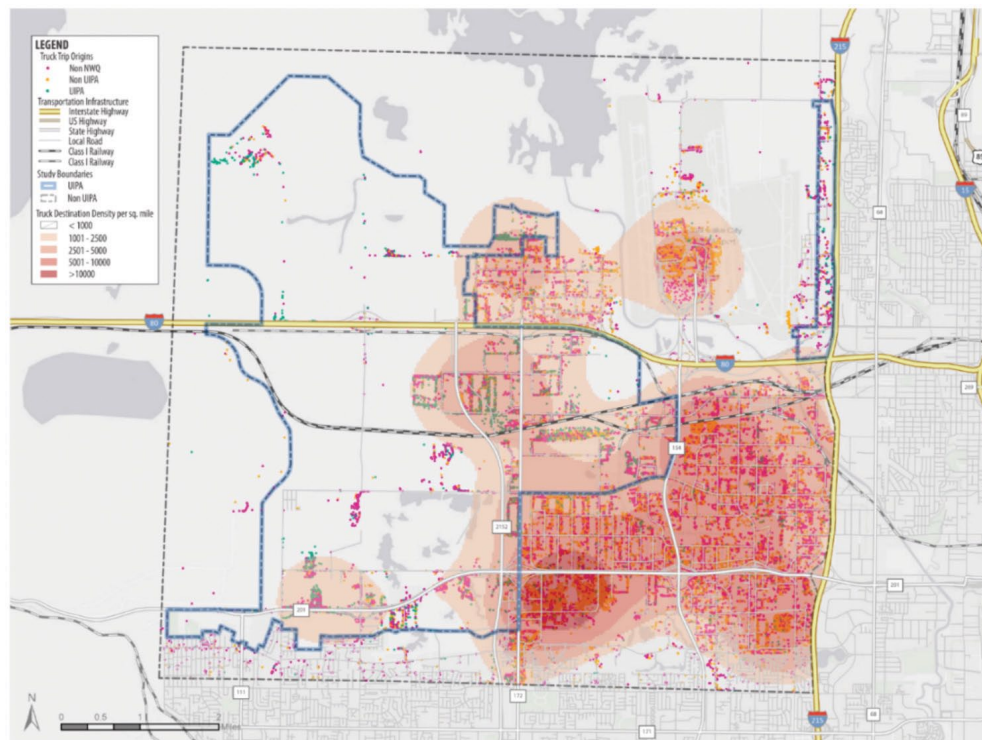 LEGEND
Truck Trip Origins
Non NWQ
Non UIPA
UIPA
Transportation Infrastructure
Interstate Highway
US Highway
State Highway
Local Road
Class I Railway
Class I Railway
Study Boundaries
UIPA
Non UIPA
Truck Destination Density per sq. mile
< 1000
1001 - 2500
2501 - 5000
5001 - 10000
>10000
215
68
80
80
154
2152
201
201
201
111
172
171
68
215
N
0 0.5 1 2
Miles